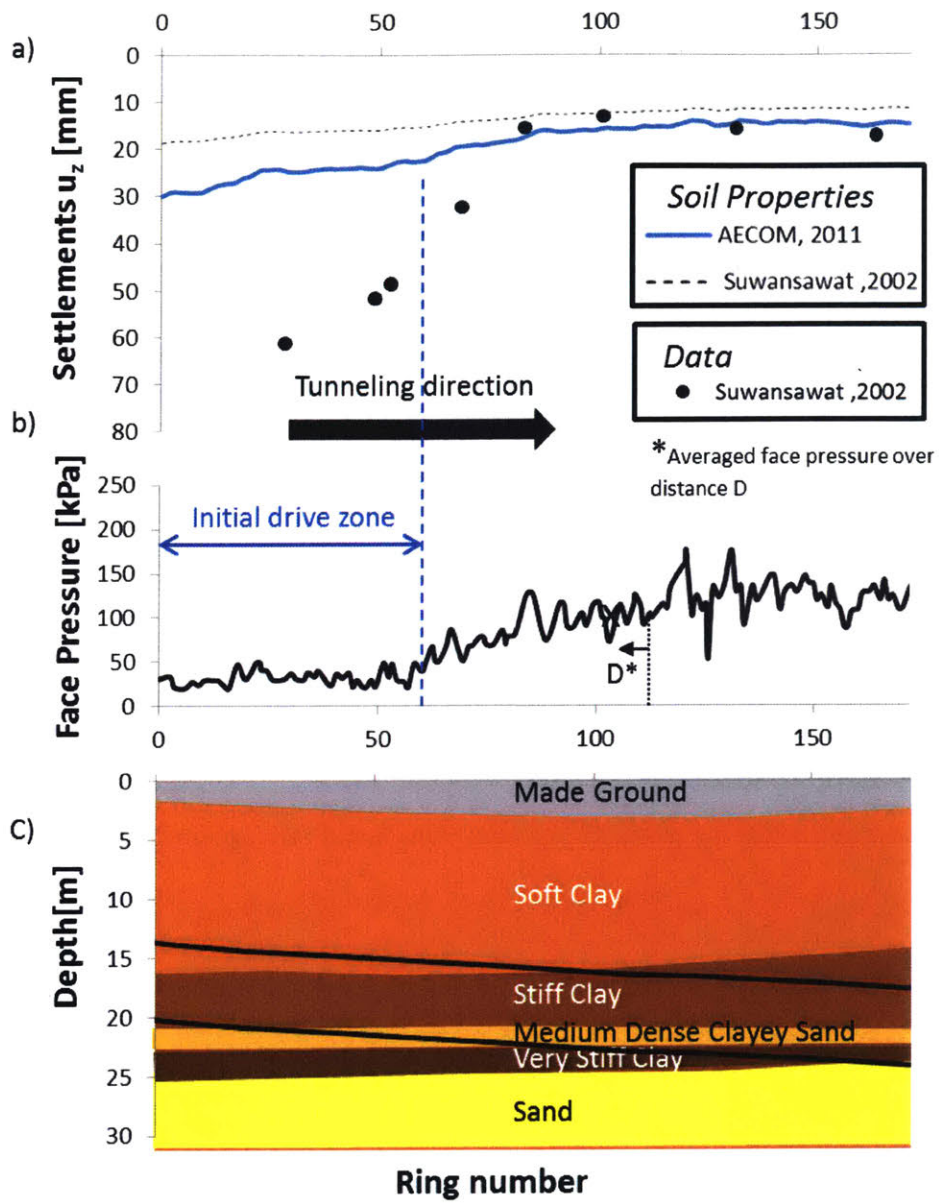 0 50 100 150
a)
Settlements u_z [mm]
0
10
20
30
40
50
60
70
80
Soil Properties
AECOM, 2011
Suwansawat ,2002
Data
Suwansawat ,2002
Tunneling direction
*Averaged face pressure over
distance D
b)
Face Pressure [kPa]
250
200
150
100
50
0
Initial drive zone
D*
0 50 100 150
c)
Depth[m]
0
5
10
15
20
25
30
Made Ground
Soft Clay
Stiff Clay
Medium Dense Clayey Sand
Very Stiff Clay
Sand
Ring number